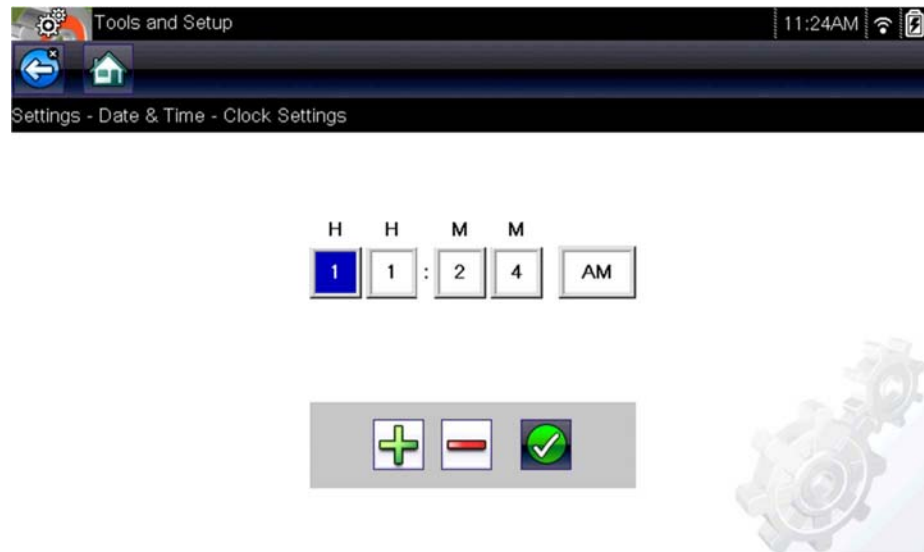 Tools and Setup 11:24AM
Settings - Date & Time - Clock Settings
H H M M
1 1 : 2 4 AM